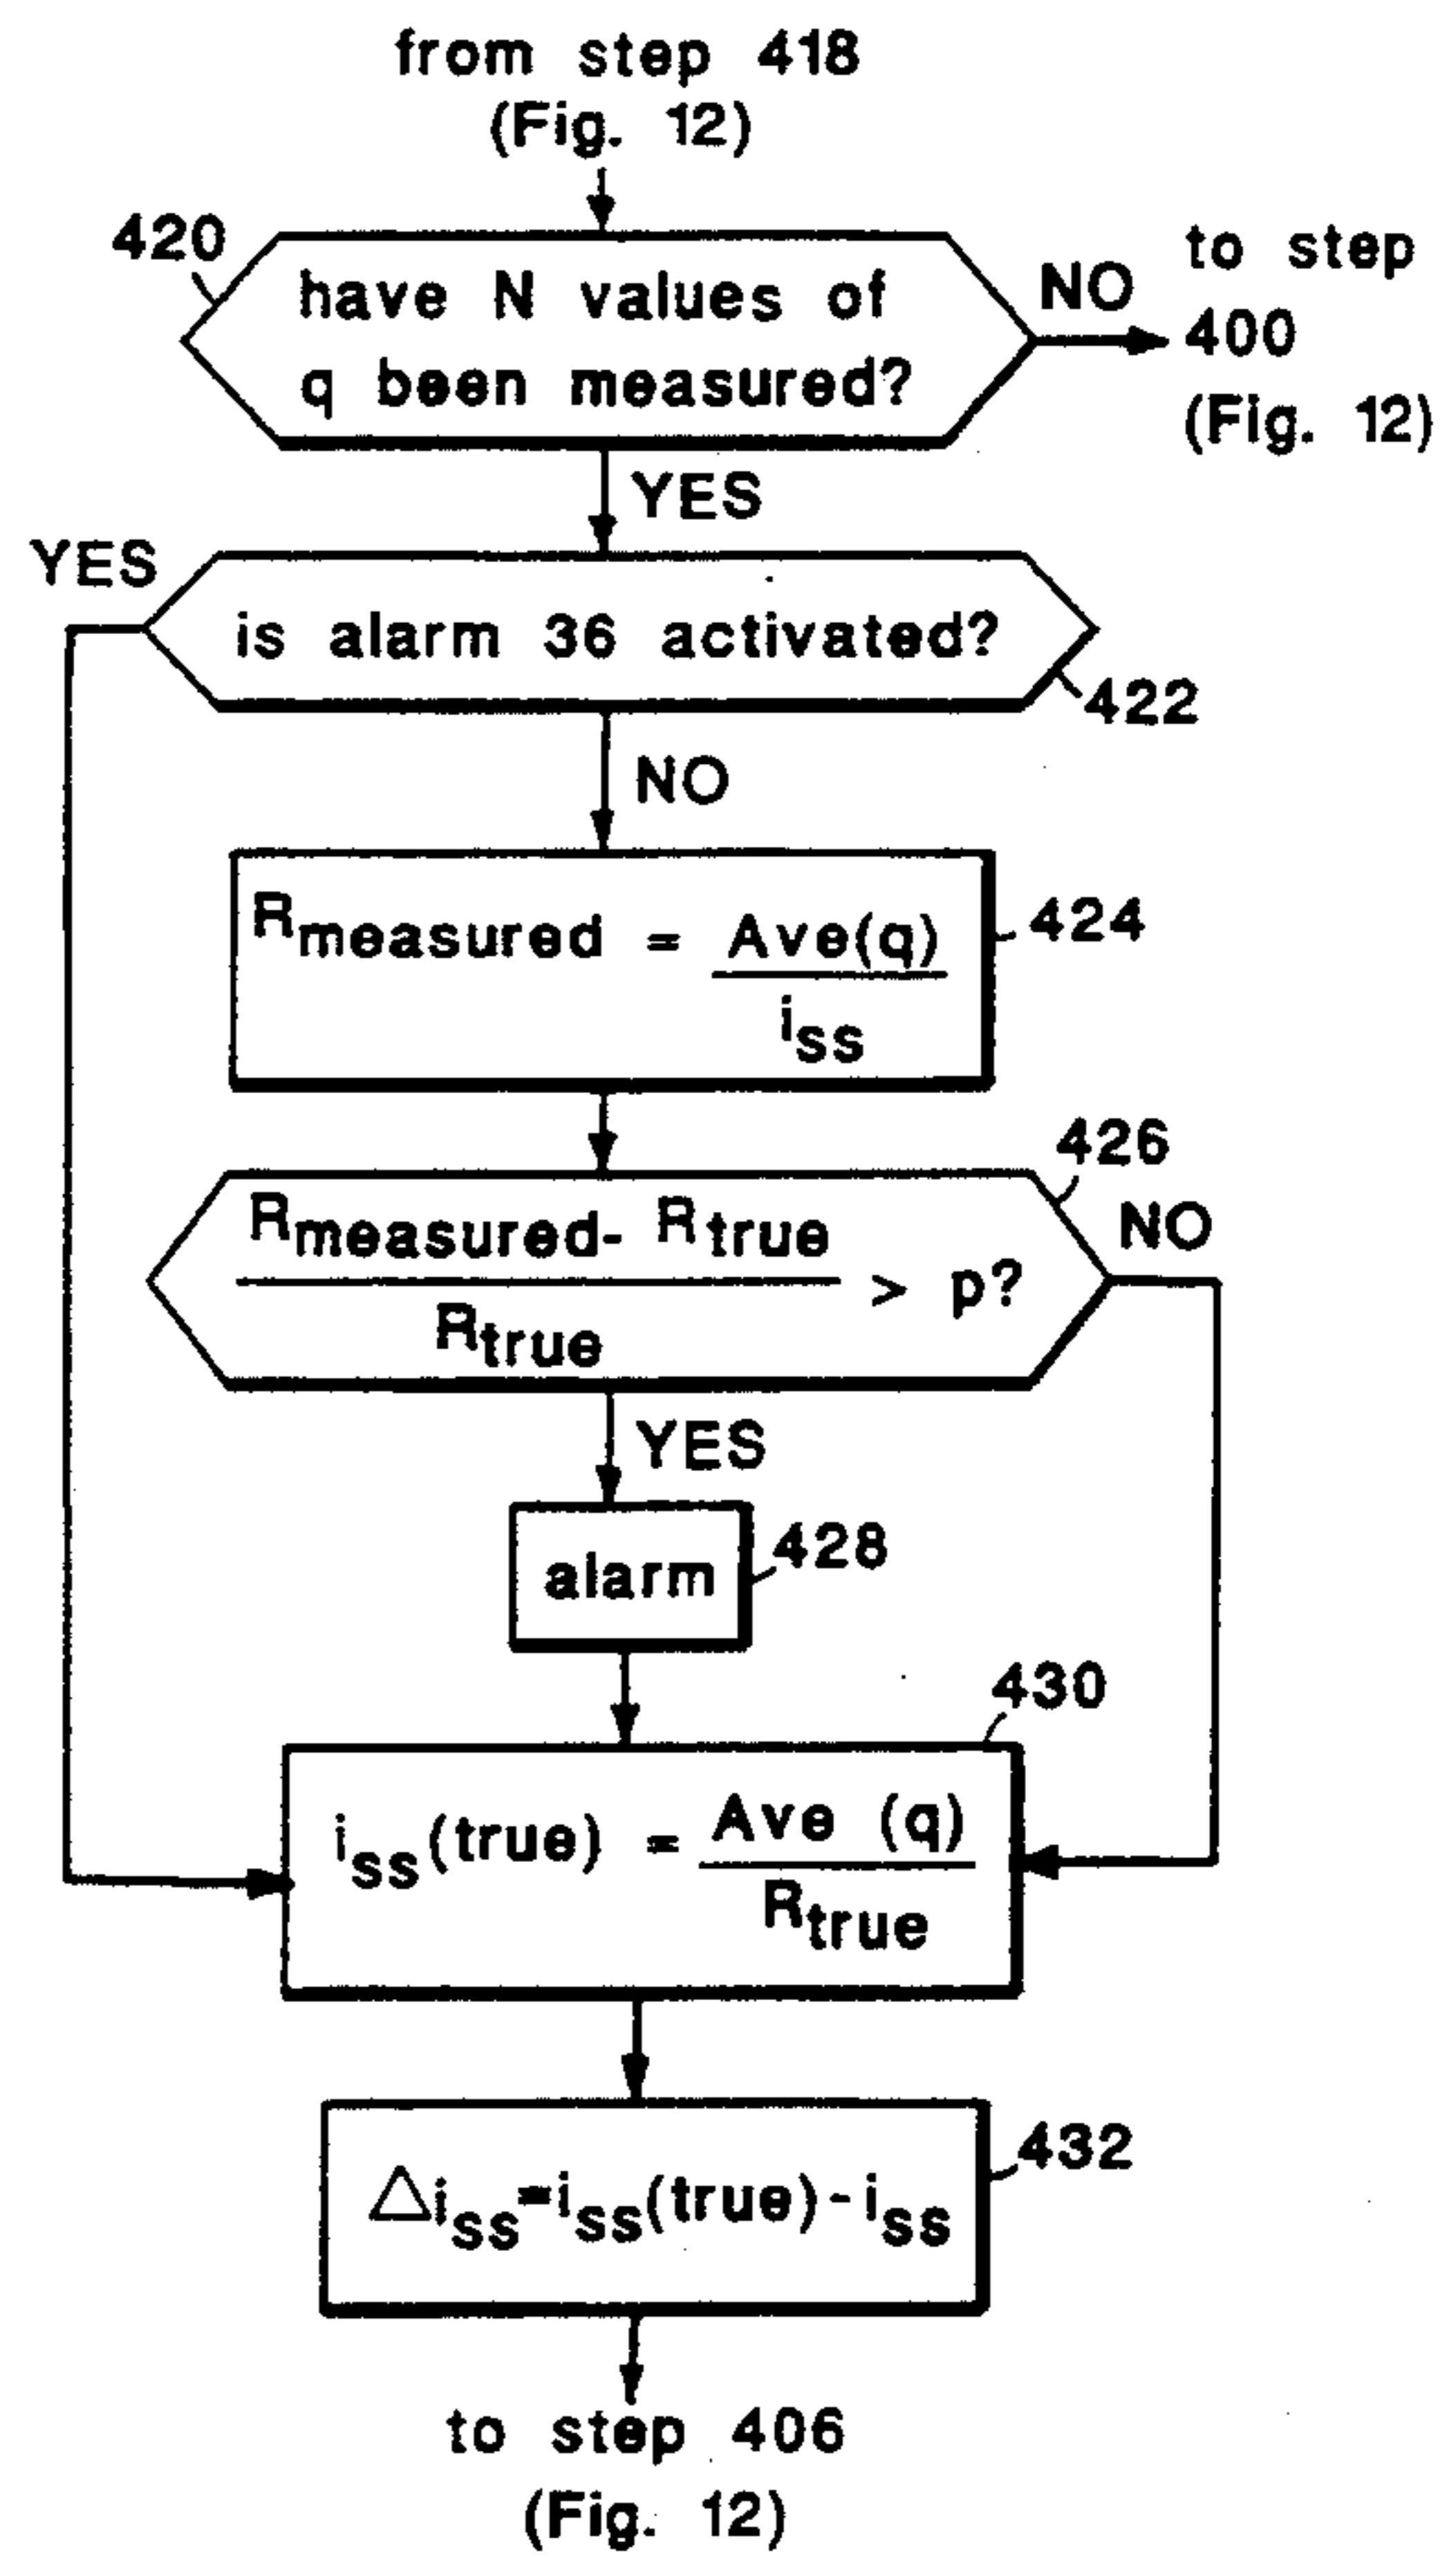 from step 418
(Fig. 12)
420
have N values of
q been measured?
NO
to step
400
(Fig. 12)
YES
YES
is alarm 36 activated?
422
NO
Rmeasured = Ave(q)
iss
424
426
Rmeasured- Rtrue
Rtrue
> p?
NO
YES
alarm
428
430
iss(true) = Ave (q)
Rtrue
432
△iss=iss(true)-iss
to step 406
(Fig. 12)